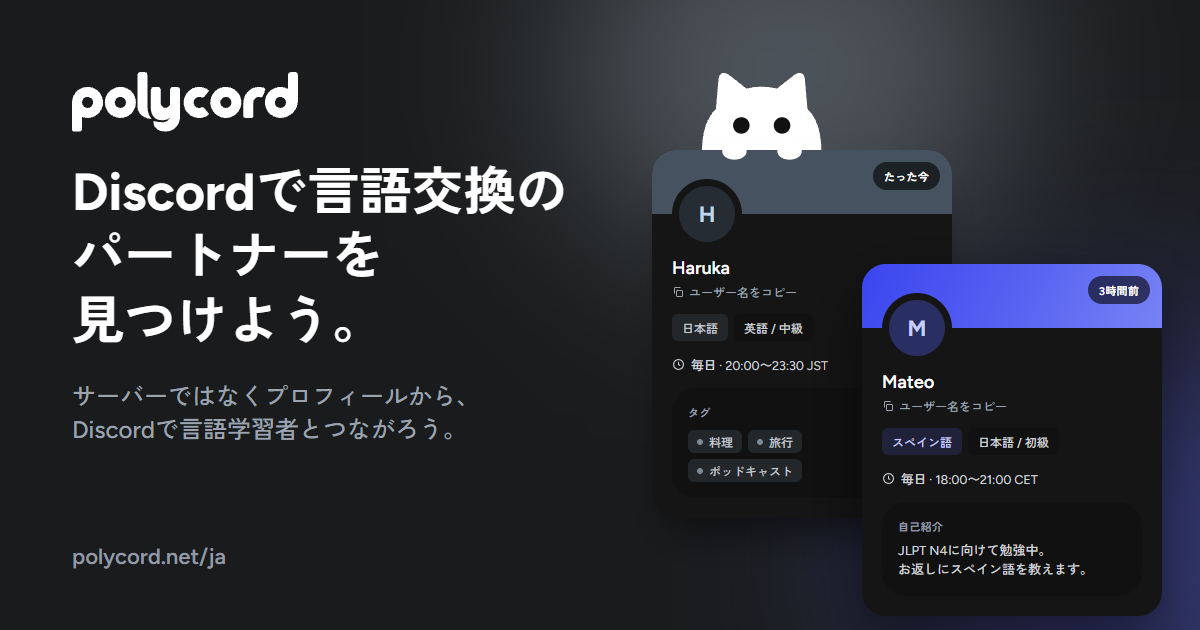 polycord
Discordで言語交換の
パートナーを
見つけよう。
サーバーではなくプロフィールから、
Discordで言語学習者とつながろう。
polycord.net/ja
たった今
H
Haruka
ユーザー名をコピー
日本語
英語 / 中級
毎日 · 20:00〜23:30 JST
タグ
料理
旅行
ポッドキャスト
3時間前
M
Mateo
ユーザー名をコピー
スペイン語
日本語 / 初級
毎日 · 18:00〜21:00 CET
自己紹介
JLPT N4に向けて勉強中。
お返しにスペイン語を教えます。